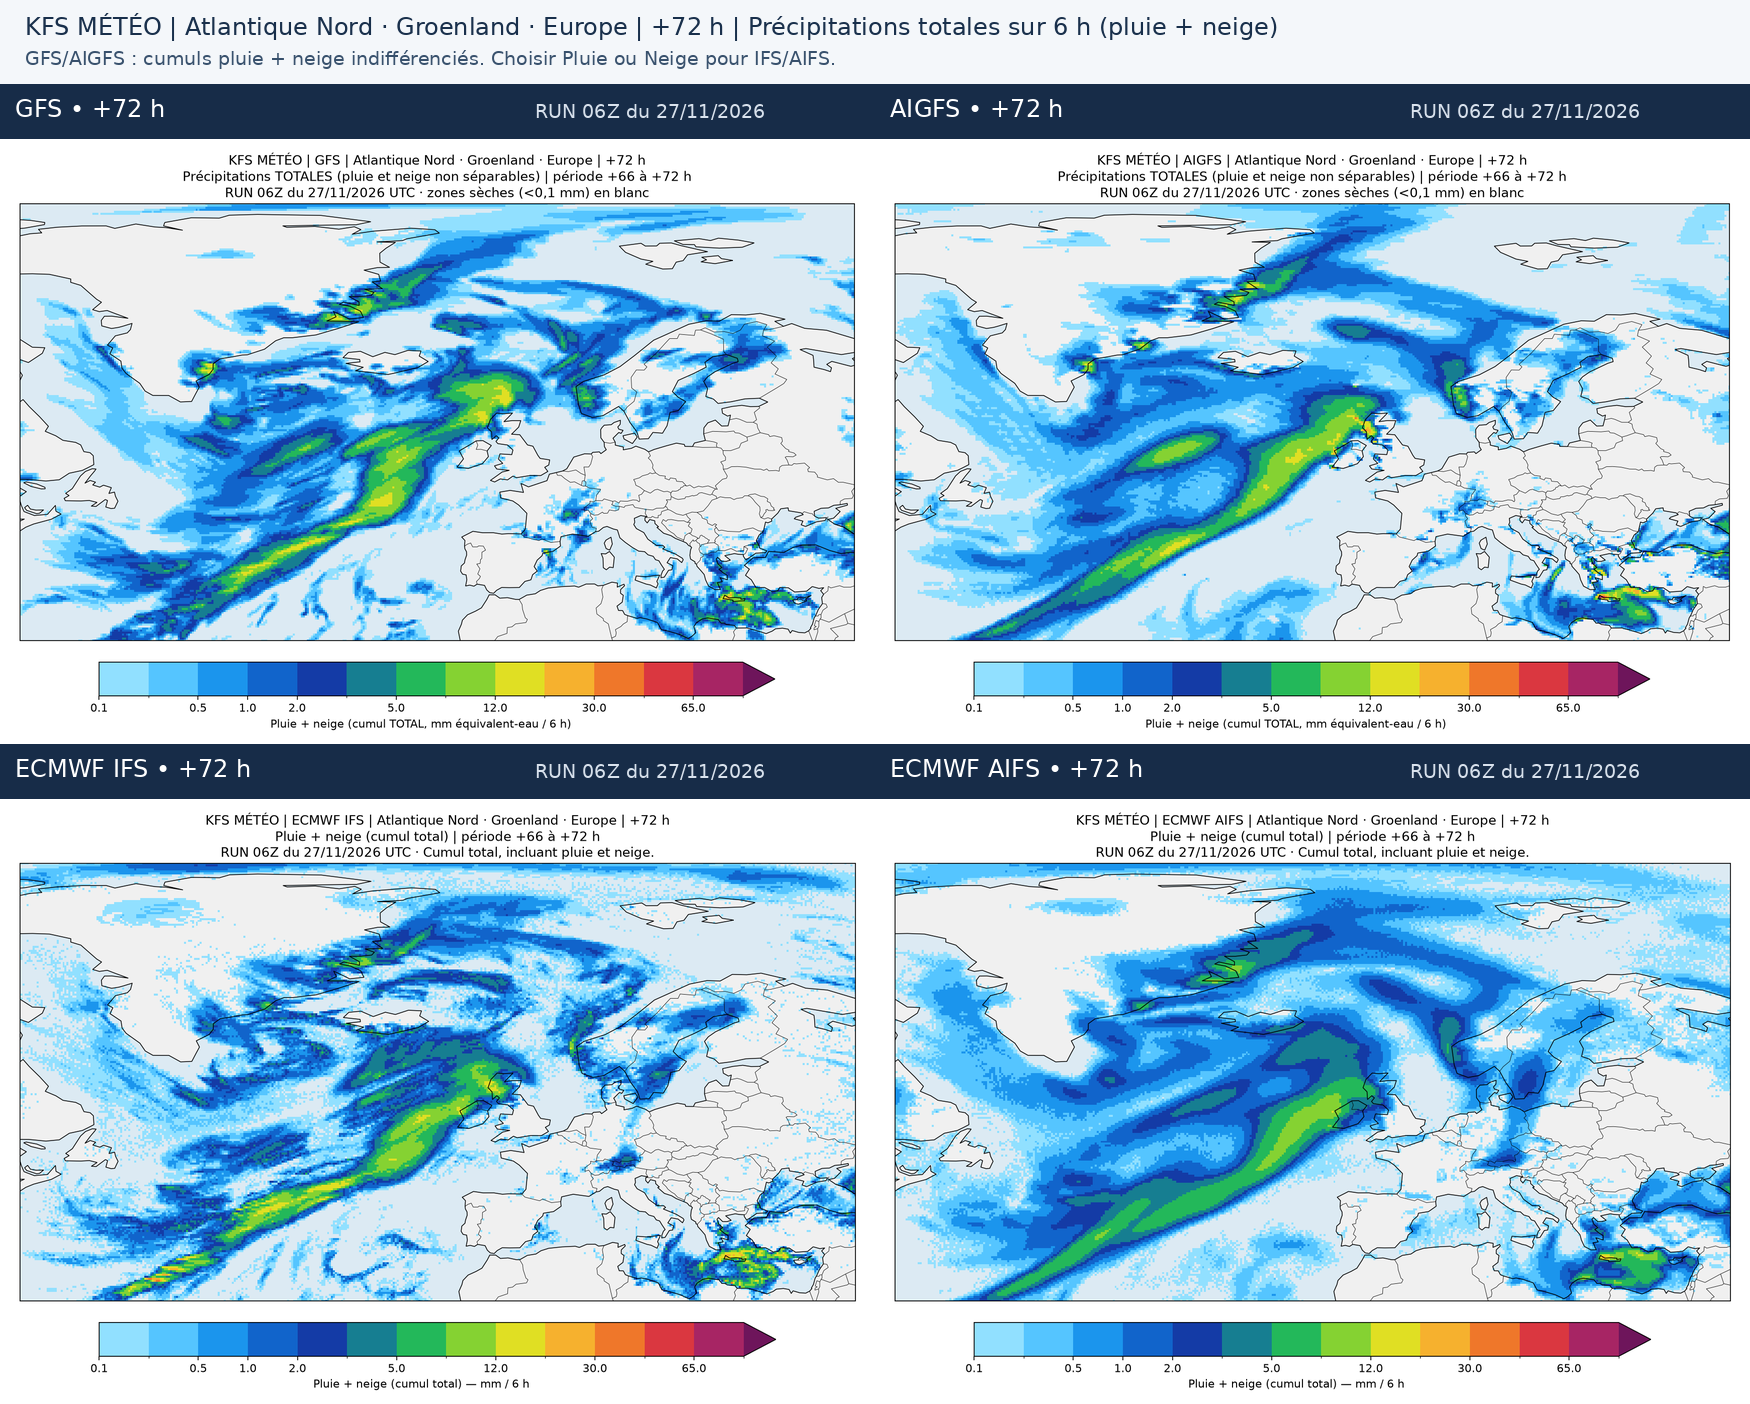 KFS MÉTÉO | Atlantique Nord · Groenland · Europe | +72 h | Précipitations totales sur 6 h (pluie + neige)
GFS/AIGFS : cumuls pluie + neige indifférenciés. Choisir Pluie ou Neige pour IFS/AIFS.
GFS • +72 h
RUN 06Z du 27/11/2026
AIGFS • +72 h
RUN 06Z du 27/11/2026
KFS MÉTÉO | GFS | Atlantique Nord · Groenland · Europe | +72 h
Précipitations TOTALES (pluie et neige non séparables) | période +66 à +72 h
RUN 06Z du 27/11/2026 UTC · zones sèches (<0,1 mm) en blanc
KFS MÉTÉO | AIGFS | Atlantique Nord · Groenland · Europe | +72 h
Précipitations TOTALES (pluie et neige non séparables) | période +66 à +72 h
RUN 06Z du 27/11/2026 UTC · zones sèches (<0,1 mm) en blanc
0.1 0.5 1.0 2.0 5.0 12.0 30.0 65.0
Pluie + neige (cumul TOTAL, mm équivalent-eau / 6 h)
0.1 0.5 1.0 2.0 5.0 12.0 30.0 65.0
Pluie + neige (cumul TOTAL, mm équivalent-eau / 6 h)
ECMWF IFS • +72 h
RUN 06Z du 27/11/2026
ECMWF AIFS • +72 h
RUN 06Z du 27/11/2026
KFS MÉTÉO | ECMWF IFS | Atlantique Nord · Groenland · Europe | +72 h
Pluie + neige (cumul total) | période +66 à +72 h
RUN 06Z du 27/11/2026 UTC · Cumul total, incluant pluie et neige.
KFS MÉTÉO | ECMWF AIFS | Atlantique Nord · Groenland · Europe | +72 h
Pluie + neige (cumul total) | période +66 à +72 h
RUN 06Z du 27/11/2026 UTC · Cumul total, incluant pluie et neige.
0.1 0.5 1.0 2.0 5.0 12.0 30.0 65.0
Pluie + neige (cumul total) — mm / 6 h
0.1 0.5 1.0 2.0 5.0 12.0 30.0 65.0
Pluie + neige (cumul total) — mm / 6 h